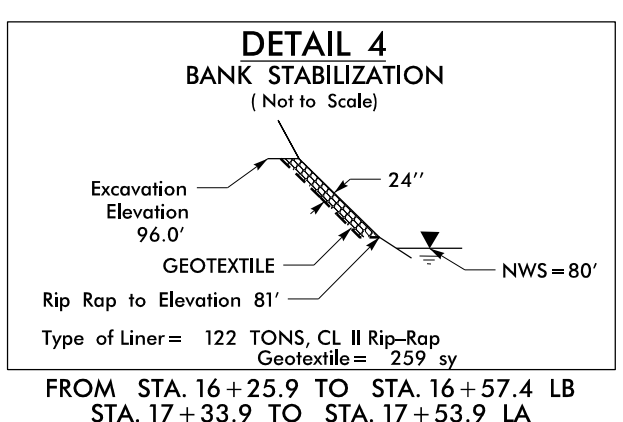 DETAIL 4
BANK STABILIZATION
( Not to Scale)
24''
Excavation
Elevation
96.0'
GEOTEXTILE
NWS=80'
Rip Rap to Elevation 81'
Type of Liner= 122 TONS, CL II Rip-Rap
Geotextile= 259 sy
FROM STA. 16+25.9 TO STA. 16+57.4 LB
STA. 17+33.9 TO STA. 17+53.9 LA